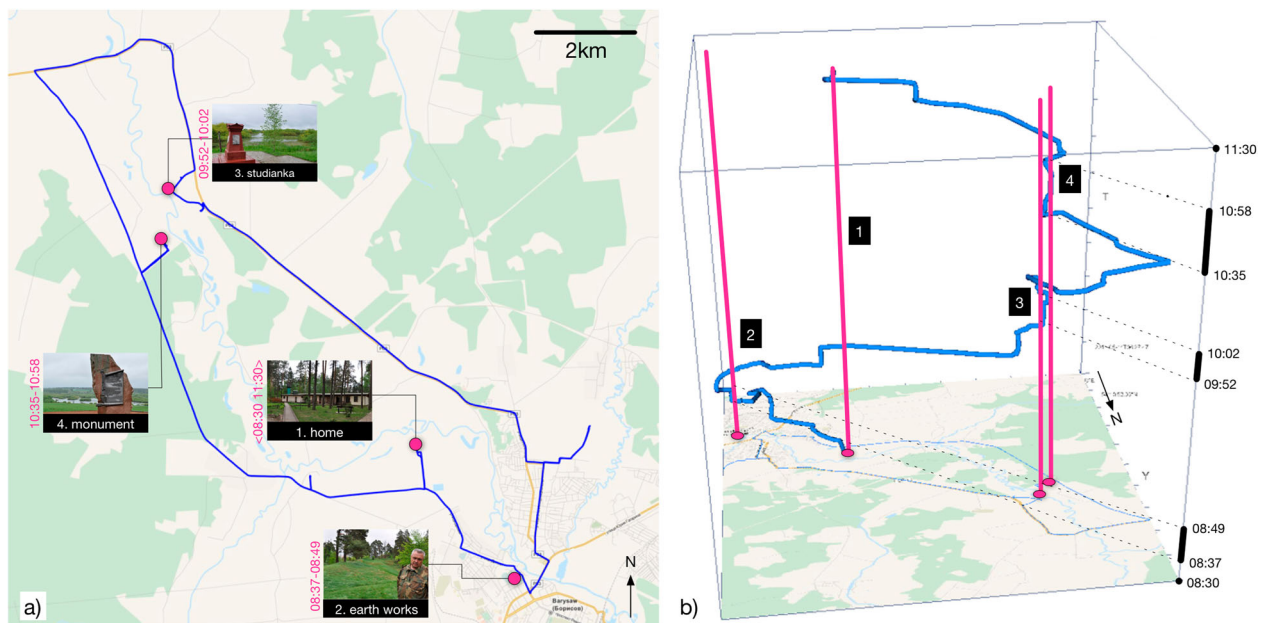 2km
09:52-10:02
3. studianka
10:35-10:58
4. monument
<08:30 11:30>
1. home
08:37-08:49
2. earth works
Barysaw
(Борисов)
N
a)
11:30
4
T
10:58
1
10:35
3
2
10:02
09:52
N
Y
08:49
08:37
08:30
b)